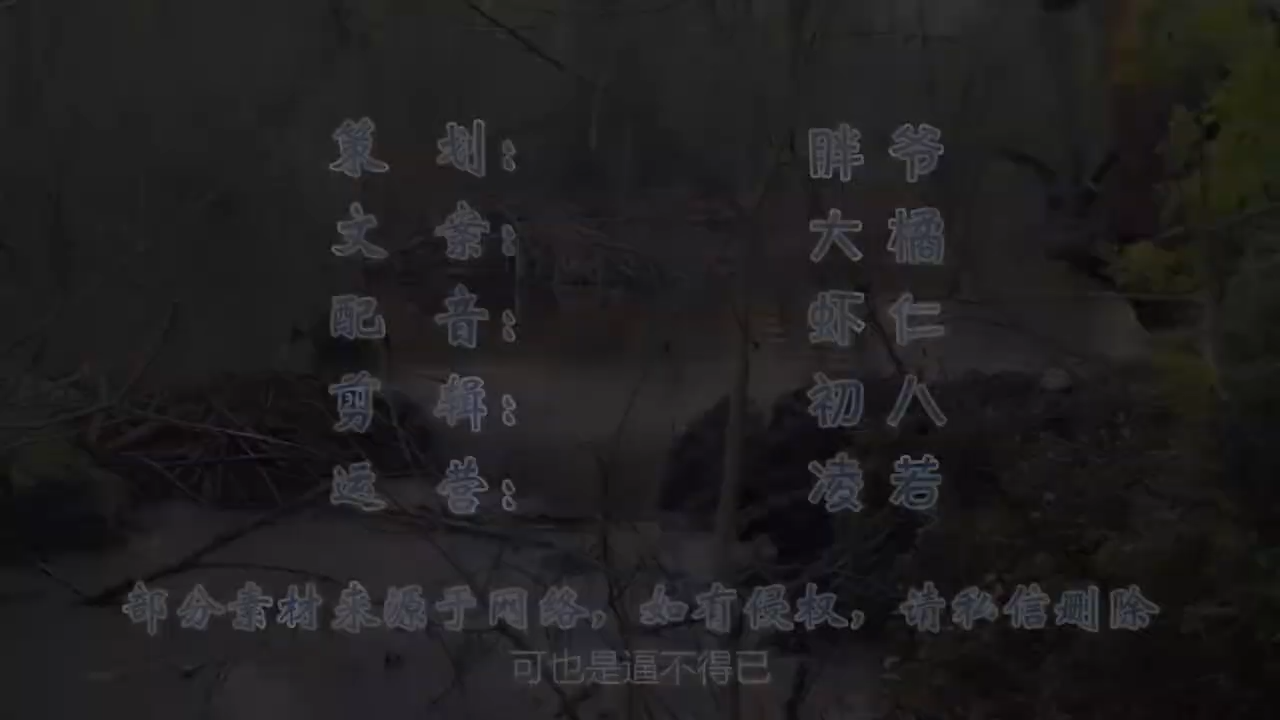 策 划： 胖 爷
文 案： 大 橘
配 音： 虾 仁
剪 辑： 初 八
运 营： 凌 若
部分素材来源于网络，如有侵权，请私信删除
可也是逼不得已